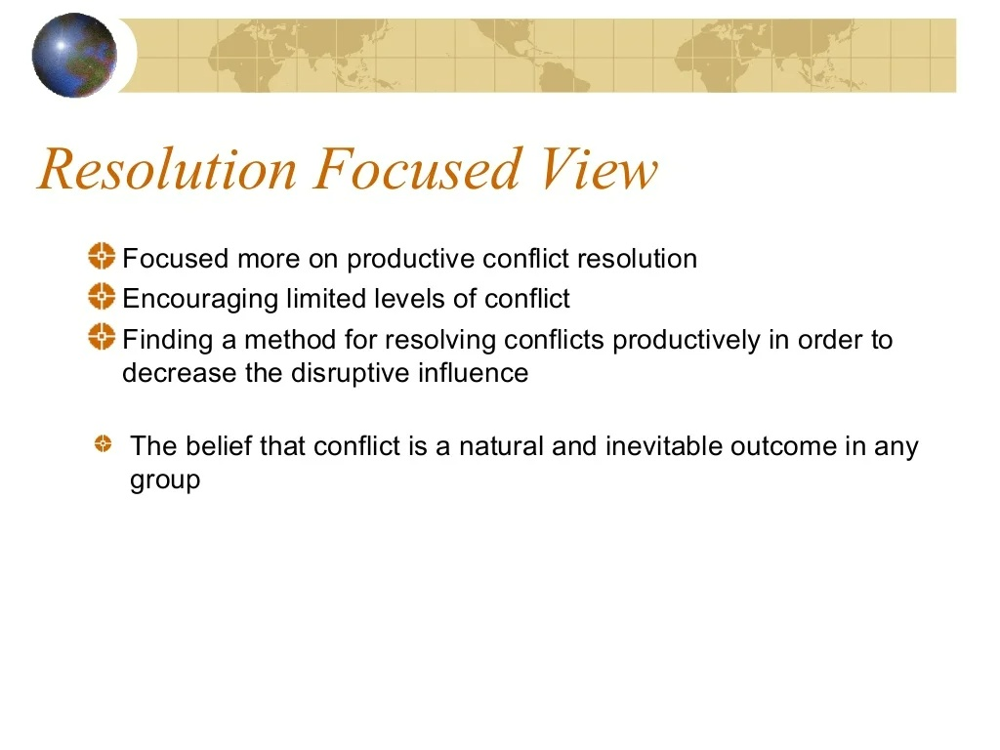 Resolution Focused View
Focused more on productive conflict resolution
Encouraging limited levels of conflict
Finding a method for resolving conflicts productively in order to
decrease the disruptive influence
The belief that conflict is a natural and inevitable outcome in any
group